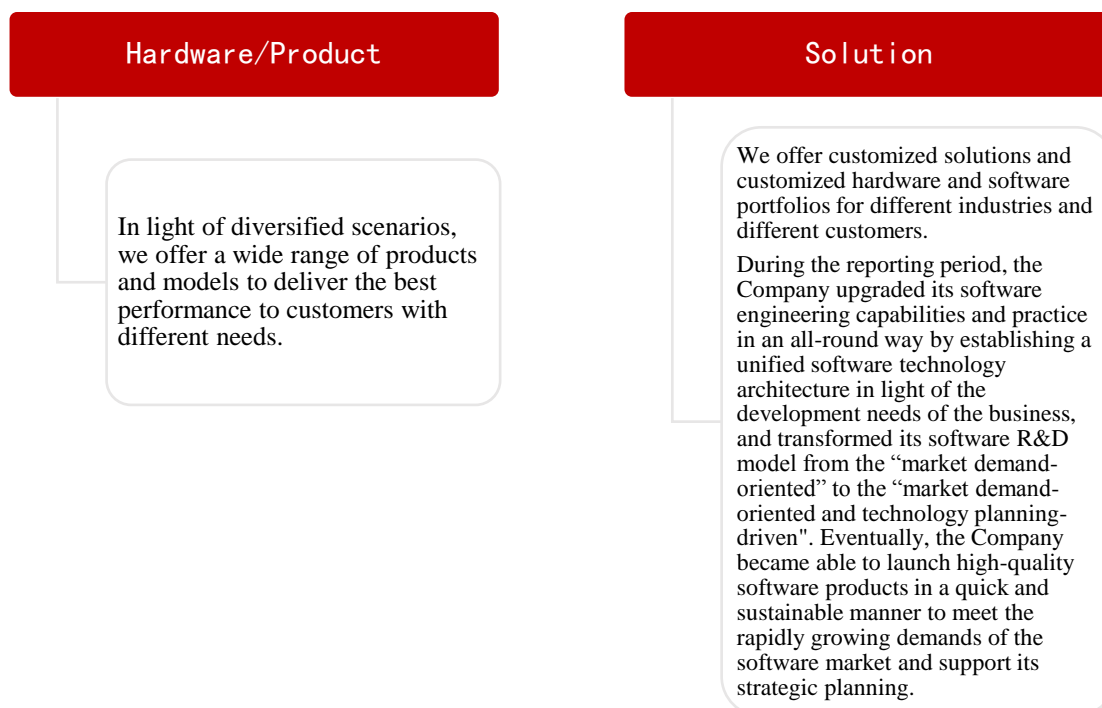 Hardware/Product
In light of diversified scenarios,
we offer a wide range of products
and models to deliver the best
performance to customers with
different needs.
Solution
We offer customized solutions and
customized hardware and software
portfolios for different industries and
different customers.
During the reporting period, the
Company upgraded its software
engineering capabilities and practice
in an all-round way by establishing a
unified software technology
architecture in light of the
development needs of the business,
and transformed its software R&D
model from the “market demand-
oriented” to the “market demand-
oriented and technology planning-
driven". Eventually, the Company
became able to launch high-quality
software products in a quick and
sustainable manner to meet the
rapidly growing demands of the
software market and support its
strategic planning.